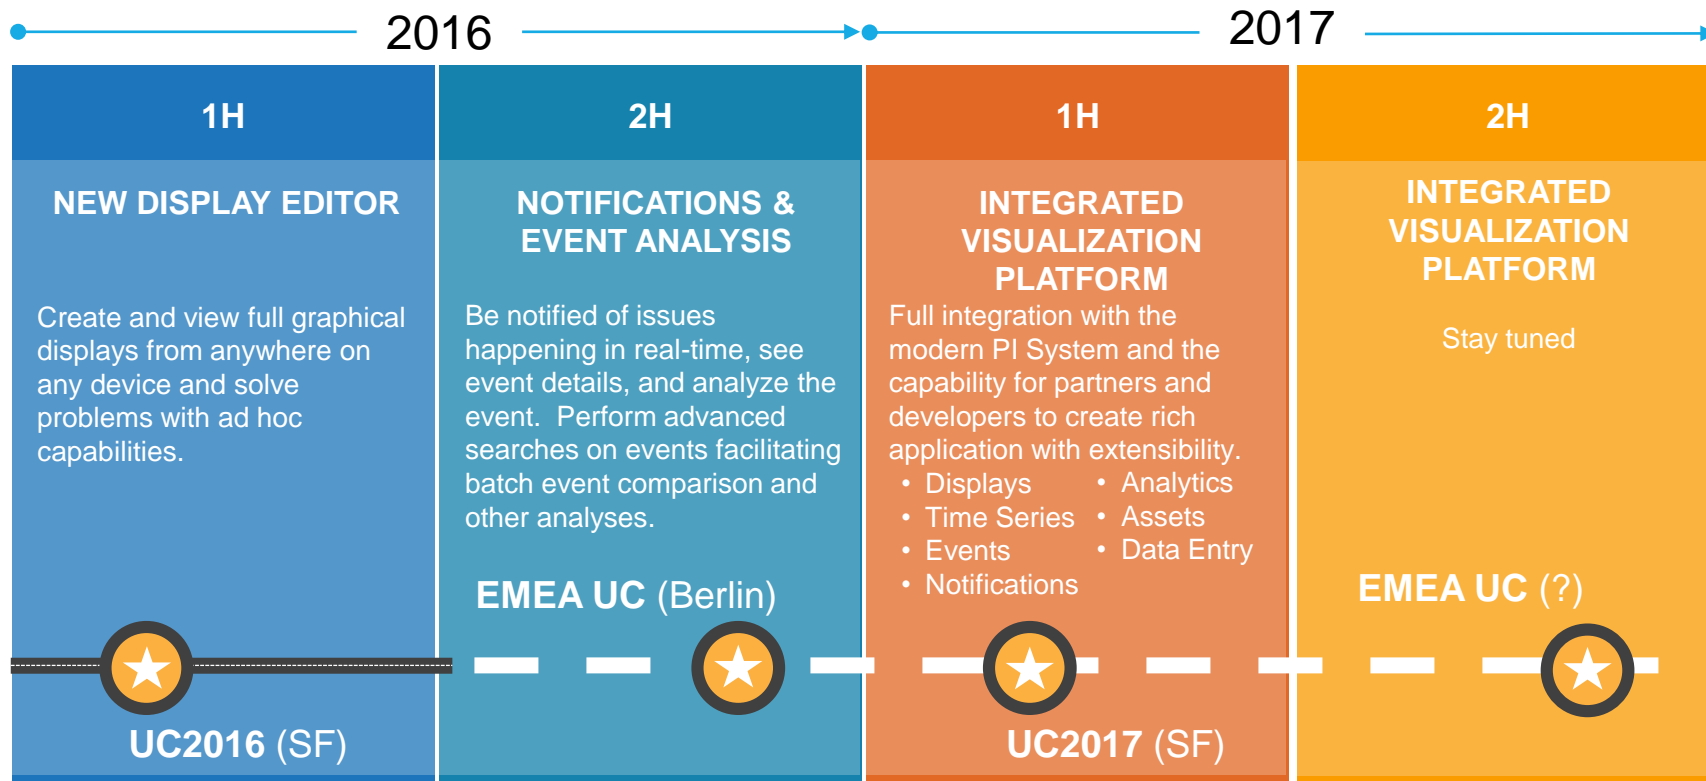 2016
2017
1H
2H
1H
2H
NEW DISPLAY EDITOR
Create and view full graphical
displays from anywhere on
any device and solve
problems with ad hoc
capabilities.
UC2016 (SF)
NOTIFICATIONS &
EVENT ANALYSIS
Be notified of issues
happening in real-time, see
event details, and analyze the
event.  Perform advanced
searches on events facilitating
batch event comparison and
other analyses.
EMEA UC (Berlin)
INTEGRATED
VISUALIZATION
PLATFORM
Full integration with the
modern PI System and the
capability for partners and
developers to create rich
application with extensibility.
• Displays
• Time Series
• Events
• Notifications
• Analytics
• Assets
• Data Entry
UC2017 (SF)
INTEGRATED
VISUALIZATION
PLATFORM
Stay tuned
EMEA UC (?)